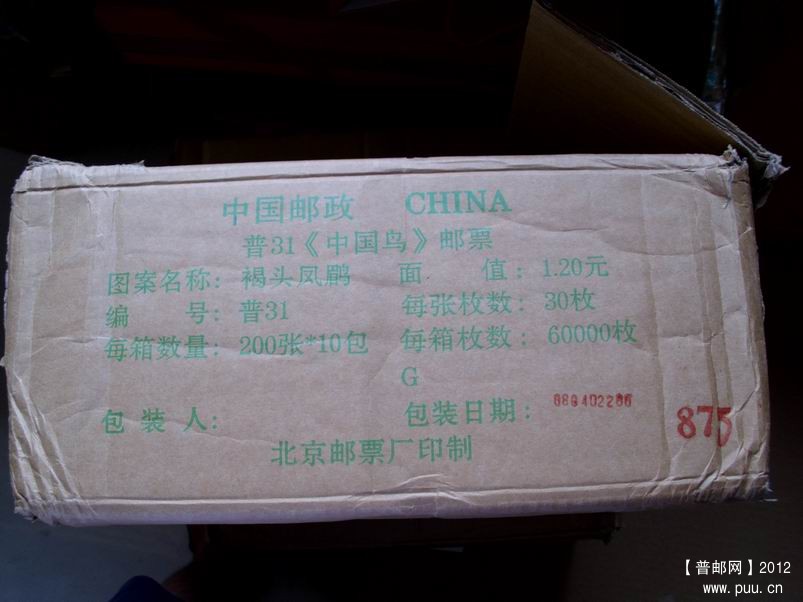 中国邮政 CHINA
普31《中国鸟》邮票
图案名称：褐头凤鹛 面 值：1.20元
编 号：普31 每张枚数：30枚
每箱数量：200张*10包 每箱枚数：60000枚
G
包 装 人： 包装日期：
875
北京邮票厂印制
【普邮网】2012
www.puu.cn